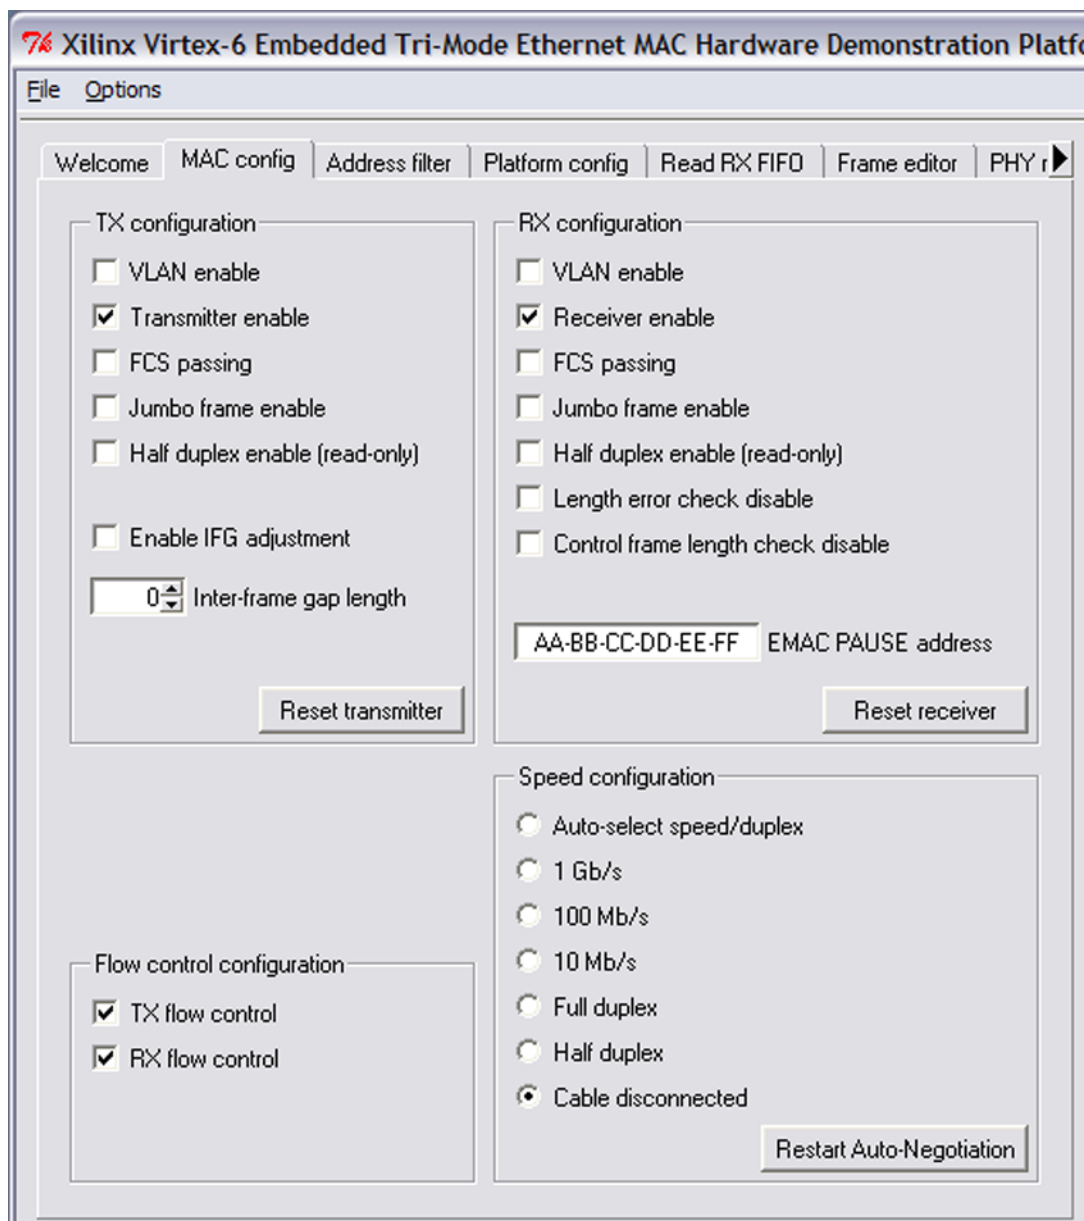 Xilinx Virtex-6 Embedded Tri-Mode Ethernet MAC Hardware Demonstration
File Options
Welcome MAC config Address filter Platform config Read RX FIFO Frame editor PHY
TX configuration
VLAN enable
Transmitter enable
FCS passing
Jumbo frame enable
Half duplex enable (read-only)
Enable IFG adjustment
0 Inter-frame gap length
Reset transmitter
RX configuration
VLAN enable
Receiver enable
FCS passing
Jumbo frame enable
Half duplex enable (read-only)
Length error check disable
Control frame length check disable
AA-BB-CC-DD-EE-FF EMAC PAUSE address
Reset receiver
Flow control configuration
TX flow control
RX flow control
Speed configuration
Auto-select speed/duplex
1 Gb/s
100 Mb/s
10 Mb/s
Full duplex
Half duplex
Cable disconnected
Restart Auto-Negotiation